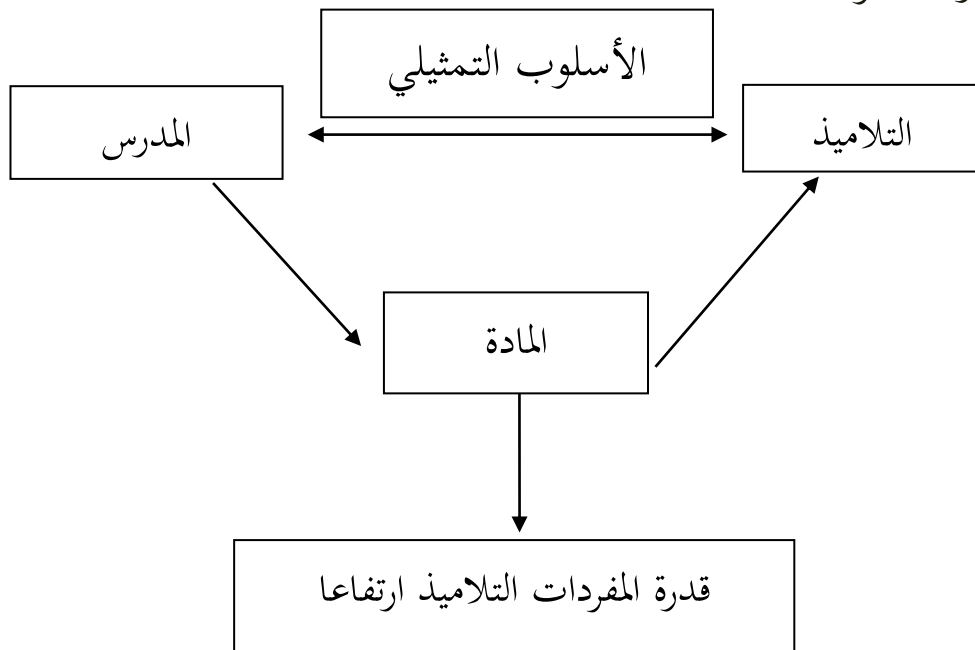 الأسلوب التمثيلي
التلاميذ
المدرس
المادة
قدرة المفردات التلاميذ ارتفاعا